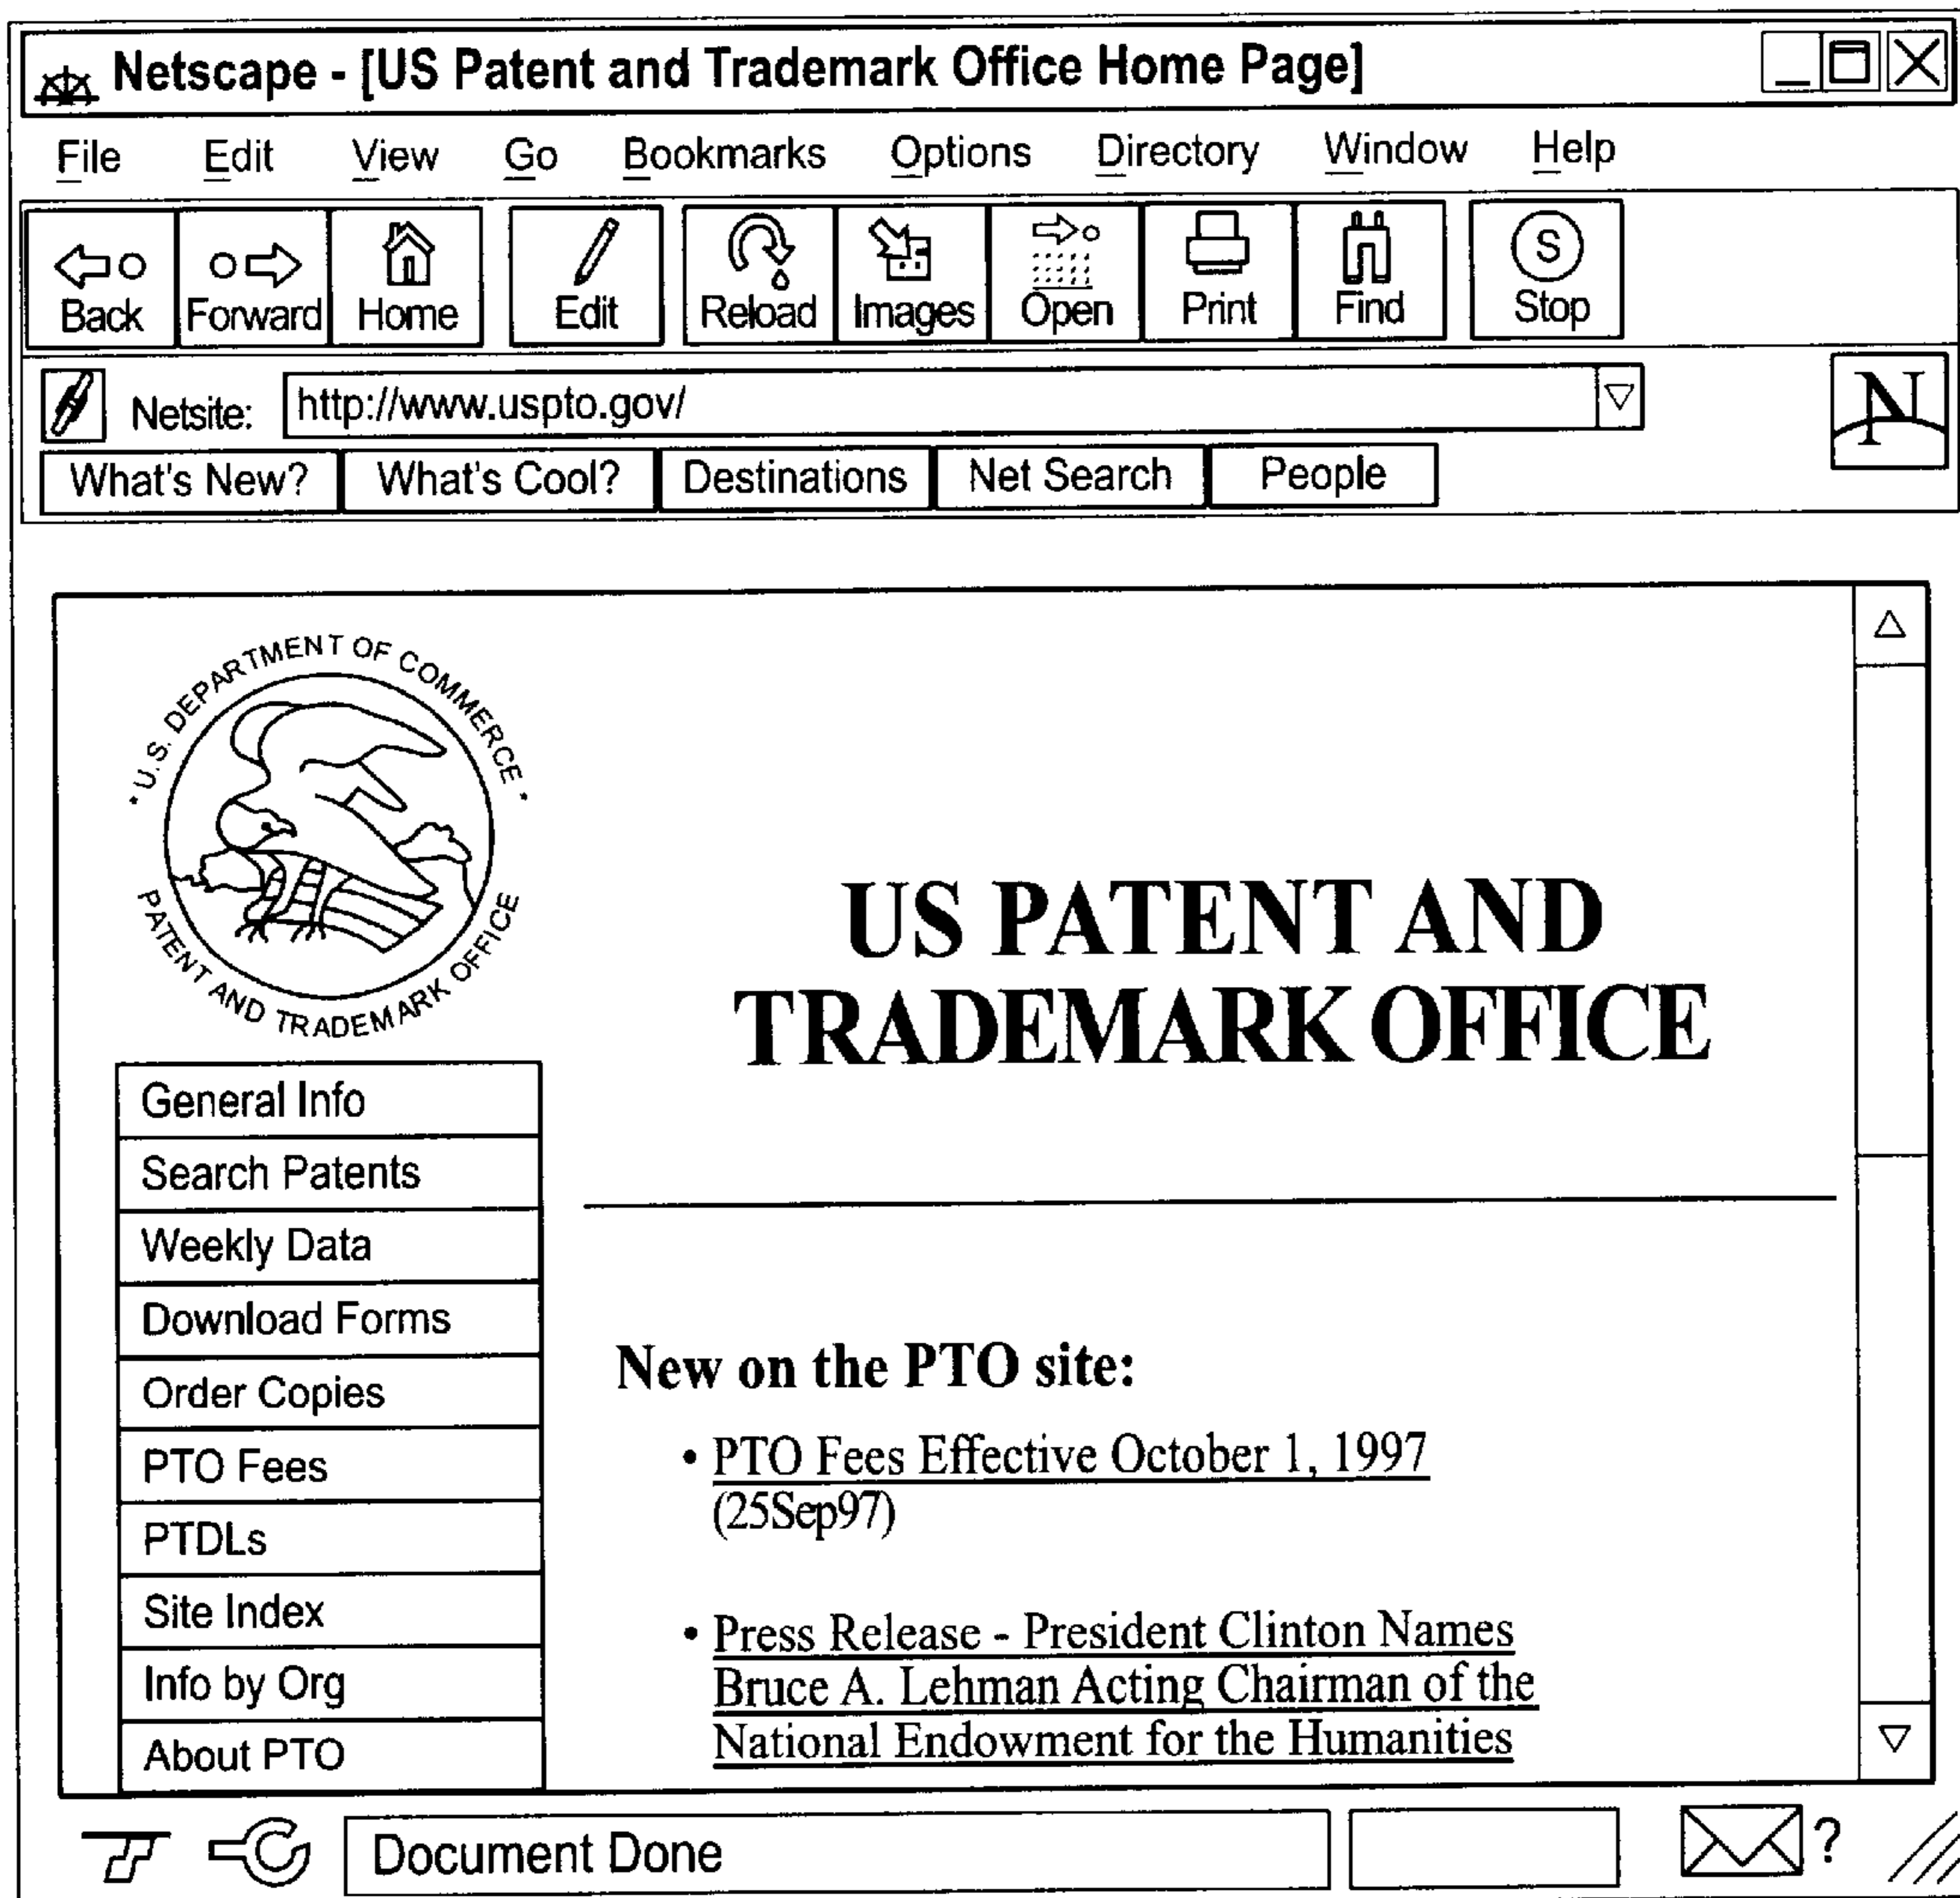 Netscape - [US Patent and Trademark Office Home Page]
File Edit View Go Bookmarks Options Directory Window Help
Back Forward Home Edit Reload Images Open Print Find S Stop
Netsite: http://www.uspto.gov/
N
What's New? What's Cool? Destinations Net Search People
* U.S. DEPARTMENT OF COMMERCE *
PATENT AND TRADEMARK OFFICE
US PATENT AND
TRADEMARK OFFICE
General Info
Search Patents
Weekly Data
Download Forms
Order Copies
PTO Fees
PTDLs
Site Index
Info by Org
About PTO
New on the PTO site:
• PTO Fees Effective October 1, 1997
(25Sep97)
• Press Release - President Clinton Names
Bruce A. Lehman Acting Chairman of the
National Endowment for the Humanities
Document Done
?